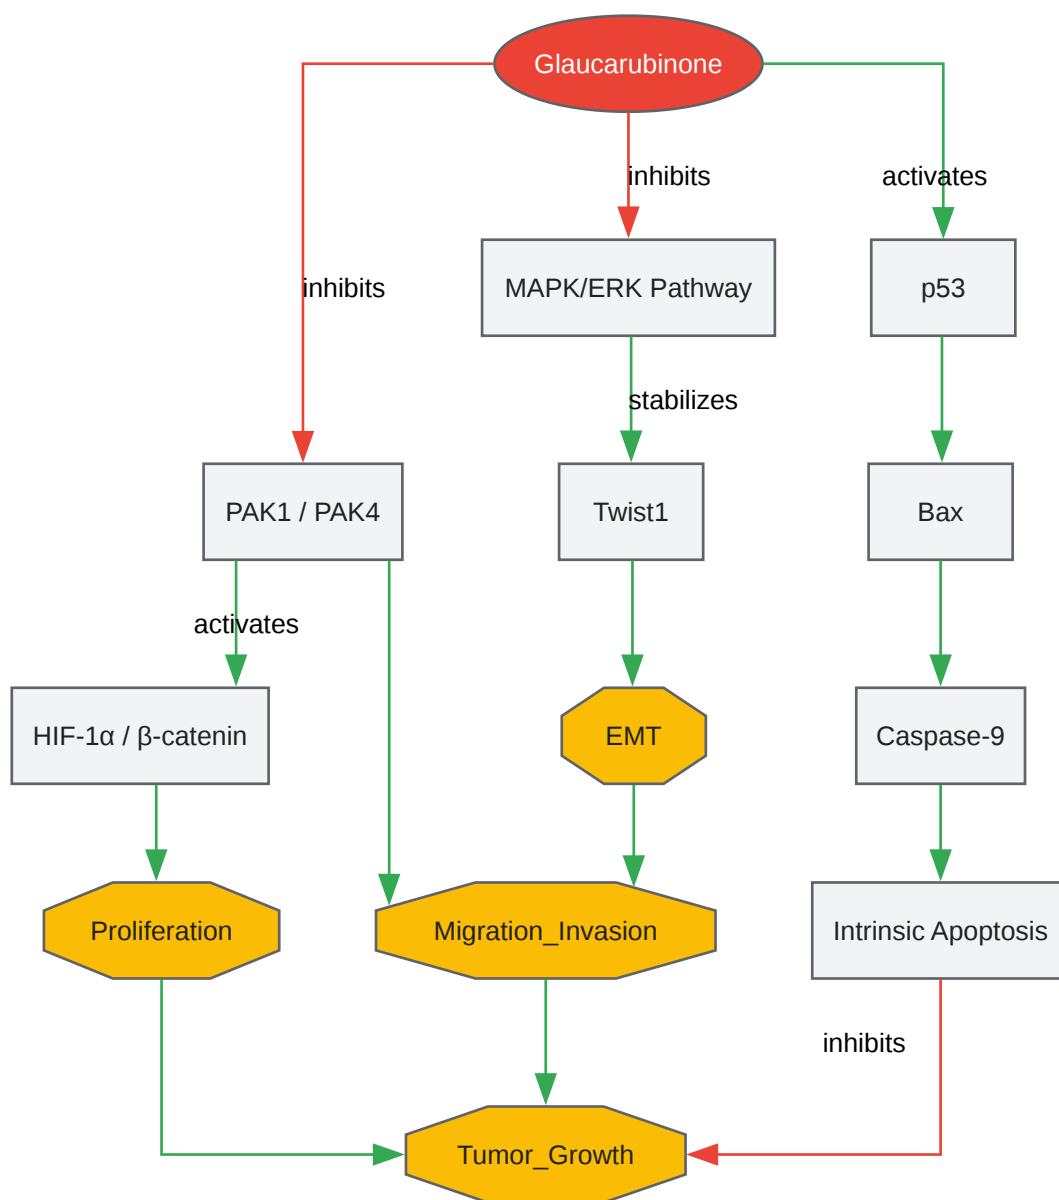 Glaucarubinone
inhibits
activates
inhibits
MAPK/ERK Pathway
p53
stabilizes
PAK1 / PAK4
Twist1
Bax
activates
HIF-1α / β-catenin
EMT
Caspase-9
Proliferation
Migration_Invasion
Intrinsic Apoptosis
inhibits
Tumor_Growth